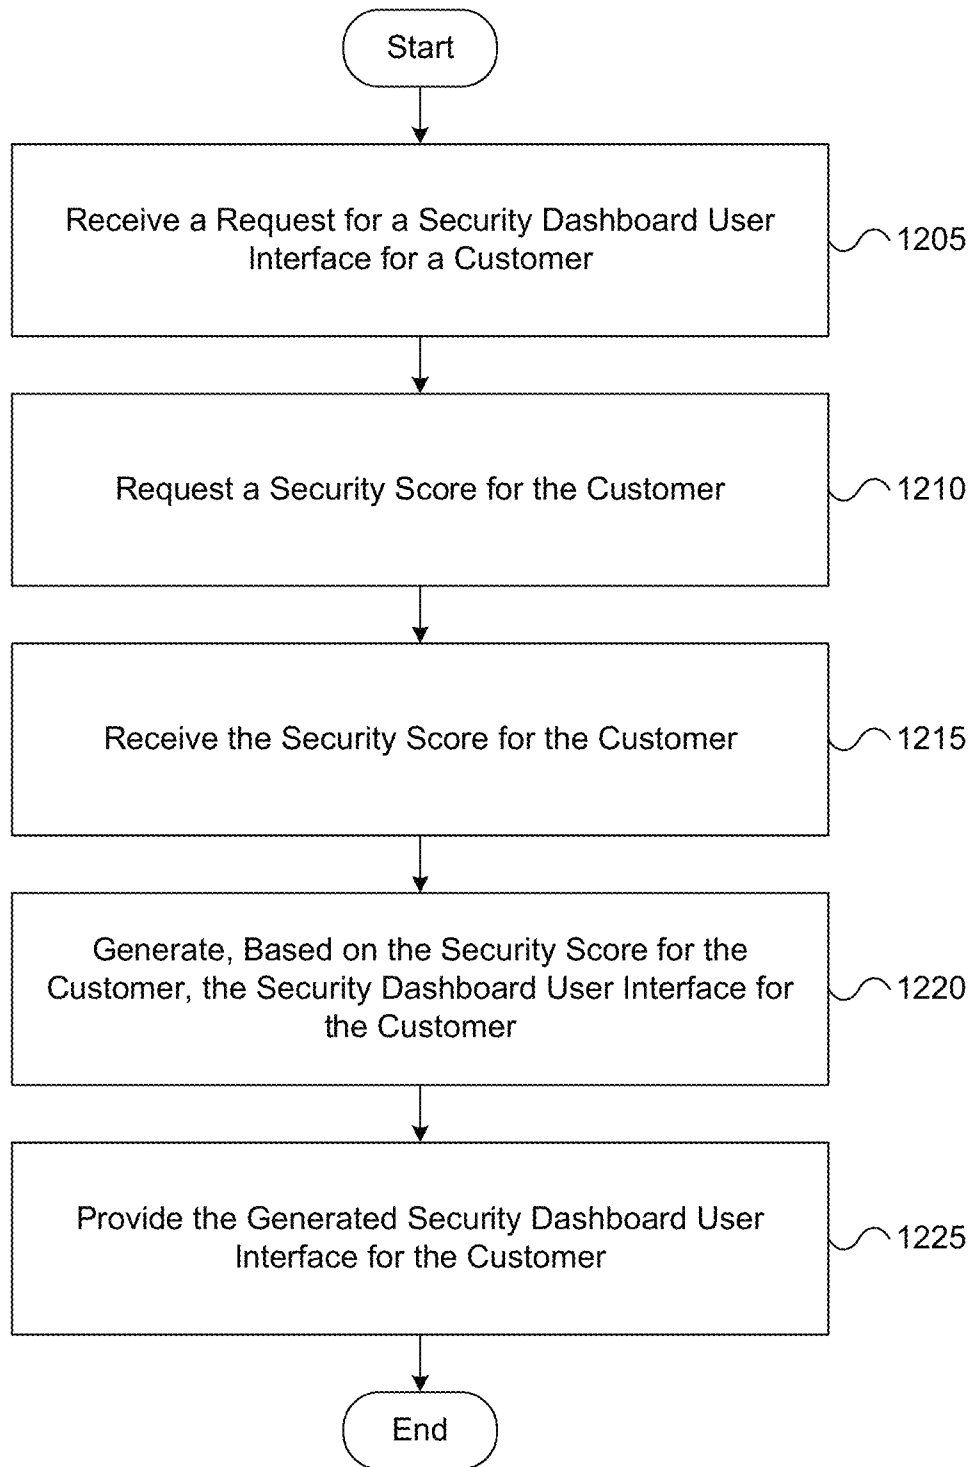 Start
Receive a Request for a Security Dashboard User
Interface for a Customer
1205
Request a Security Score for the Customer
1210
Receive the Security Score for the Customer
1215
Generate, Based on the Security Score for the
Customer, the Security Dashboard User Interface for
the Customer
1220
Provide the Generated Security Dashboard User
Interface for the Customer
1225
End